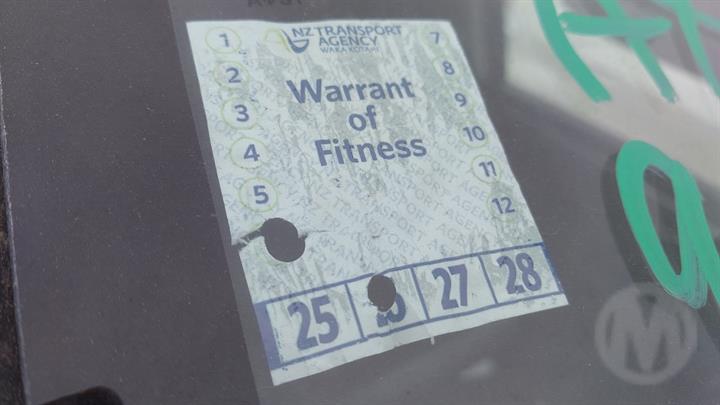 NZ TRANSPORT
AGENCY
WAKA KOTAHI
Warrant
of
Fitness
1
2
3
4
5
7
8
9
10
11
12
25 27 28
M